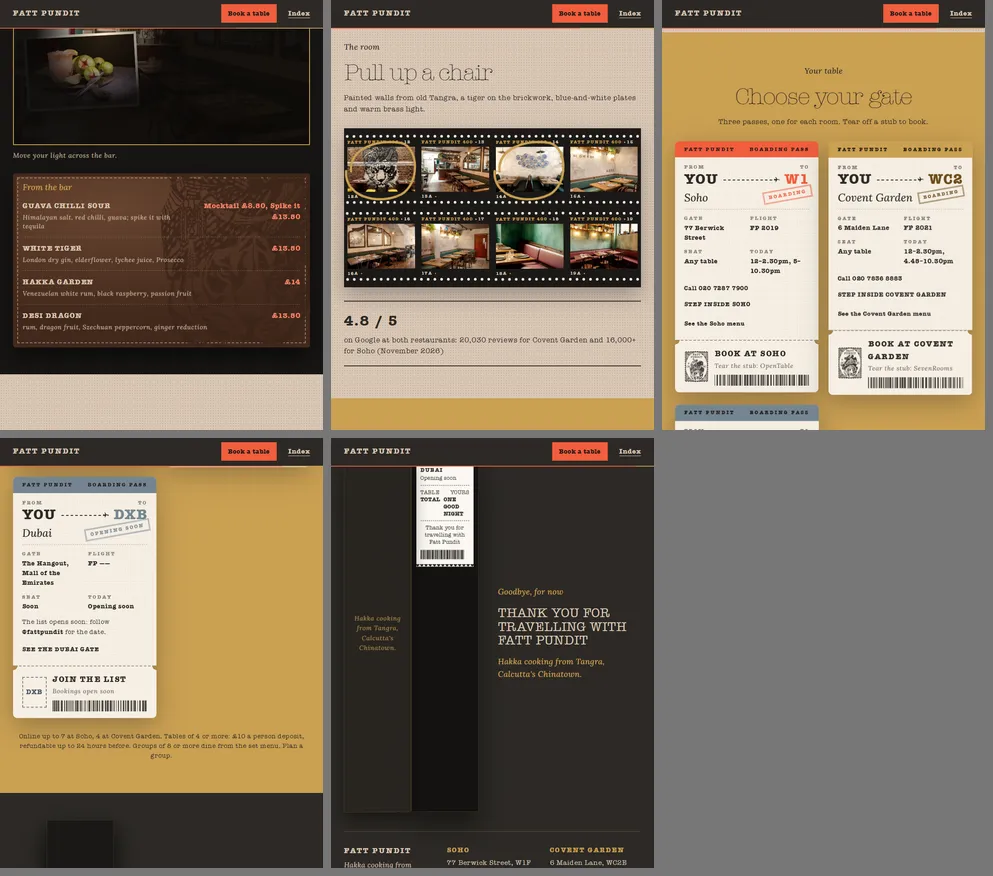 FATT PUNDIT
Book a table
Index
Move your light across the bar.
From the bar
GUAVA CHILLI SOUR
Mocktail £8.80, Spike it £13.80
Himalayan salt, red chilli, guava; spike it with tequila
WHITE TIGER
£13.80
London dry gin, elderflower, lychee juice, Prosecco
HAKKA GARDEN
£14
Venezuelan white rum, black raspberry, passion fruit
DESI DRAGON
£13.80
rum, dragon fruit, Szechuan peppercorn, ginger reduction
FATT PUNDIT
Book a table
Index
The room
Pull up a chair
Painted walls from old Tangra, a tiger on the brickwork, blue-and-white plates
and warm brass light.
4.8 / 5
on Google at both restaurants: 20,030 reviews for Covent Garden and 16,000+
for Soho (November 2025)
FATT PUNDIT
Book a table
Index
Your table
Choose your gate
Three passes, one for each room. Tear off a stub to book.
FATT PUNDIT
BOARDING PASS
FROM
TO
YOU
W1
Soho
BOARDING
GATE
FLIGHT
77 Berwick
Street
FP 2019
SEAT
TODAY
Any table
12-2.30pm, 5-
10.30pm
Call 020 7287 7900
STEP INSIDE SOHO
See the Soho menu
BOOK AT SOHO
Tear the stub: OpenTable
FATT PUNDIT
BOARDING PASS
FROM
TO
YOU
WC2
Covent Garden
BOARDING
GATE
FLIGHT
6 Maiden Lane
FP 2021
SEAT
TODAY
Any table
12-2.30pm,
4.45-10.30pm
Call 020 7836 8883
STEP INSIDE COVENT GARDEN
See the Covent Garden menu
BOOK AT COVENT
GARDEN
Tear the stub: SevenRooms
FATT PUNDIT
BOARDING PASS
FATT PUNDIT
Book a table
Index
FATT PUNDIT
BOARDING PASS
FROM
TO
YOU
DXB
Dubai
OPENING SOON
GATE
FLIGHT
The Hangout,
Mall of the
Emirates
FP ——
SEAT
TODAY
Soon
Opening soon
The list opens soon: follow
@fattpundit for the date.
SEE THE DUBAI GATE
DXB
JOIN THE LIST
Bookings open soon
Online up to 7 at Soho, 4 at Covent Garden. Tables of 4 or more: £10 a person deposit,
refundable up to 24 hours before. Groups of 8 or more dine from the set menu. Plan a
group.
FATT PUNDIT
Book a table
Index
DUBAI
Opening soon
TABLE
YOURS
TOTAL
ONE
GOOD
NIGHT
Thank you for
travelling with
Fatt Pundit
Hakka cooking
from Tangra,
Calcutta's
Chinatown.
Goodbye, for now
THANK YOU FOR
TRAVELLING WITH
FATT PUNDIT
Hakka cooking from Tangra,
Calcutta's Chinatown.
FATT PUNDIT
Hakka cooking from
SOHO
77 Berwick Street, W1F
COVENT GARDEN
6 Maiden Lane, WC2B